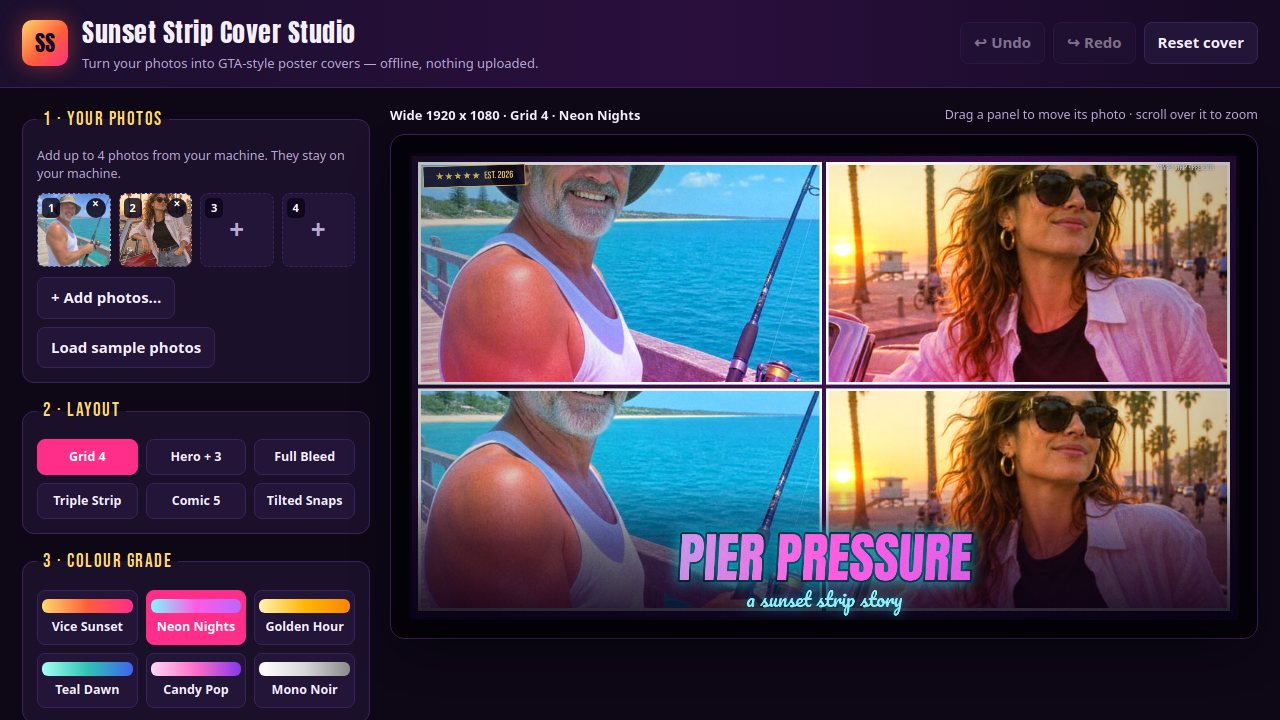 SS
Sunset Strip Cover Studio
Turn your photos into GTA-style poster covers — offline, nothing uploaded.
↩ Undo
↪ Redo
Reset cover
1 · YOUR PHOTOS
Add up to 4 photos from your machine. They stay on
your machine.
1
×
2
×
3
+
4
+
+ Add photos…
Load sample photos
2 · LAYOUT
Grid 4
Hero + 3
Full Bleed
Triple Strip
Comic 5
Tilted Snaps
3 · COLOUR GRADE
Vice Sunset
Neon Nights
Golden Hour
Teal Dawn
Candy Pop
Mono Noir
Wide 1920 x 1080 · Grid 4 · Neon Nights
Drag a panel to move its photo · scroll over it to zoom
★★★★★ EST. 2026
PIER PRESSURE
a sunset strip story